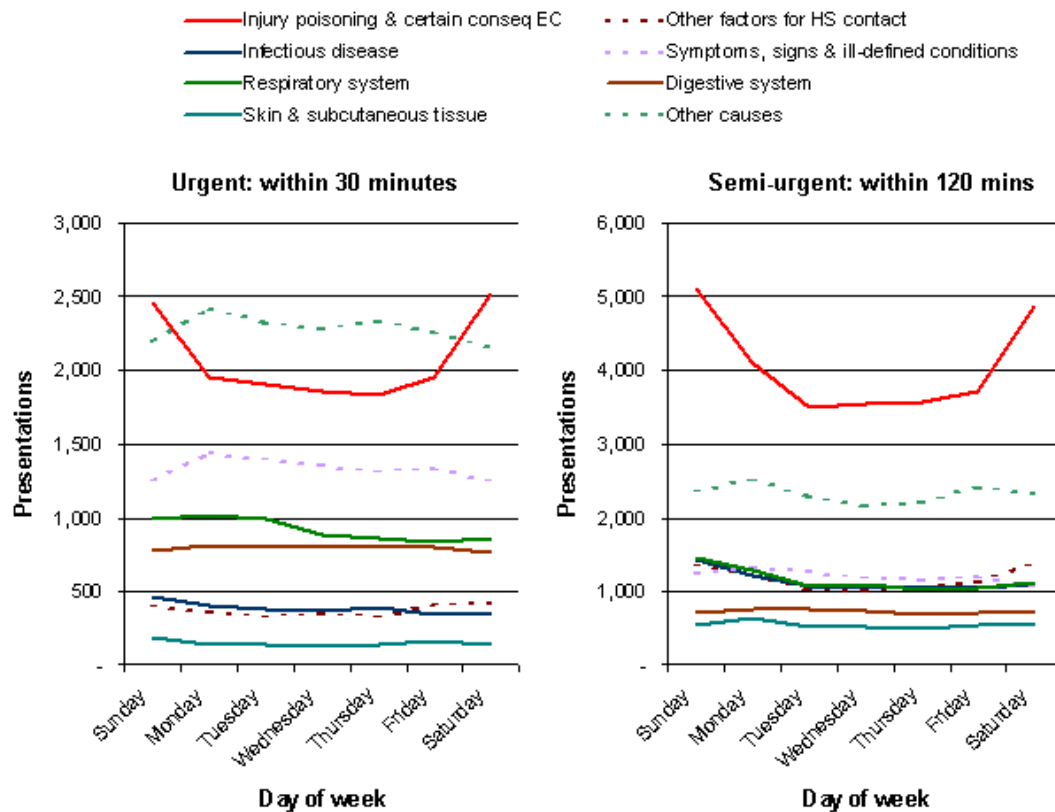 Injury poisoning & certain conseq EC
Other factors for HS contact
Infectious disease
Symptoms, signs & ill-defined conditions
Respiratory system
Digestive system
Skin & subcutaneous tissue
Other causes
Urgent: within 30 minutes
3,000
2,500
2,000
1,500
1,000
500
-
Presentations
Sunday
Monday
Tuesday
Wednesday
Thursday
Friday
Saturday
Day of week
Semi-urgent: within 120 mins
6,000
5,000
4,000
3,000
2,000
1,000
-
Presentations
Sunday
Monday
Tuesday
Wednesday
Thursday
Friday
Saturday
Day of week